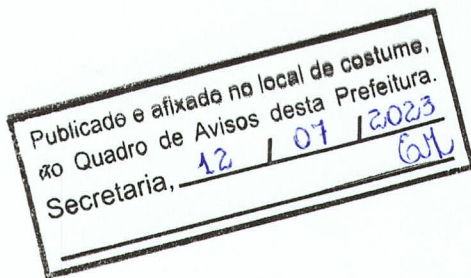 Publicado e afixado no local de costume,
ao Quadro de Avisos desta Prefeitura.
Secretaria, 12 / 07 / 2023